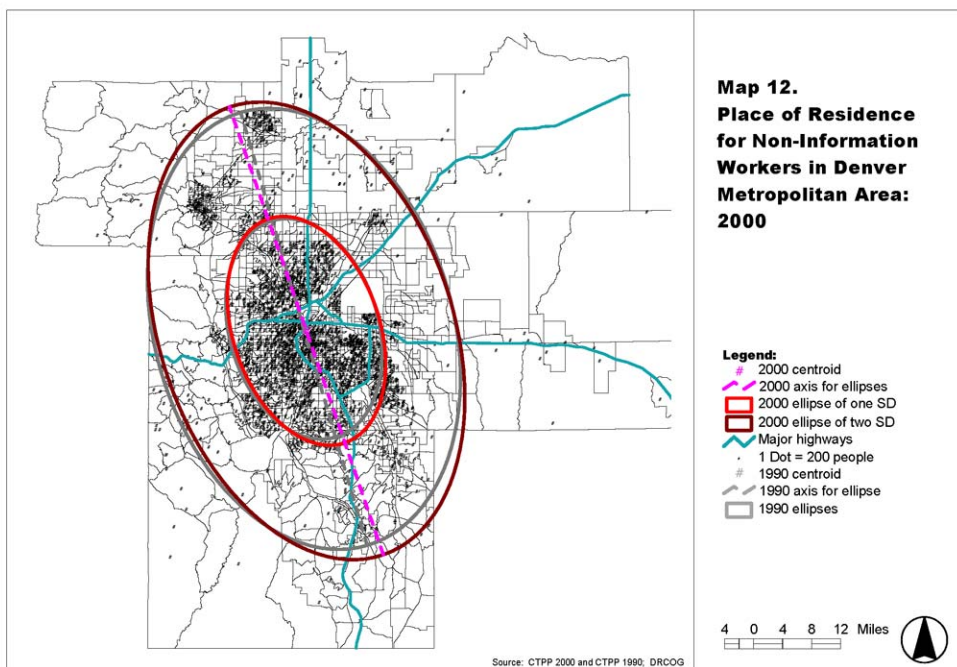 Map 12.
Place of Residence
for Non-Information
Workers in Denver
Metropolitan Area:
2000
Legend:
# 2000 centroid
2000 axis for ellipses
2000 ellipse of one SD
2000 ellipse of two SD
Major highways
1 Dot = 200 people
# 1990 centroid
1990 axis for ellipse
1990 ellipses
4 0 4 8 12 Miles
Source: CTPP 2000 and CTPP 1990; DRCOG